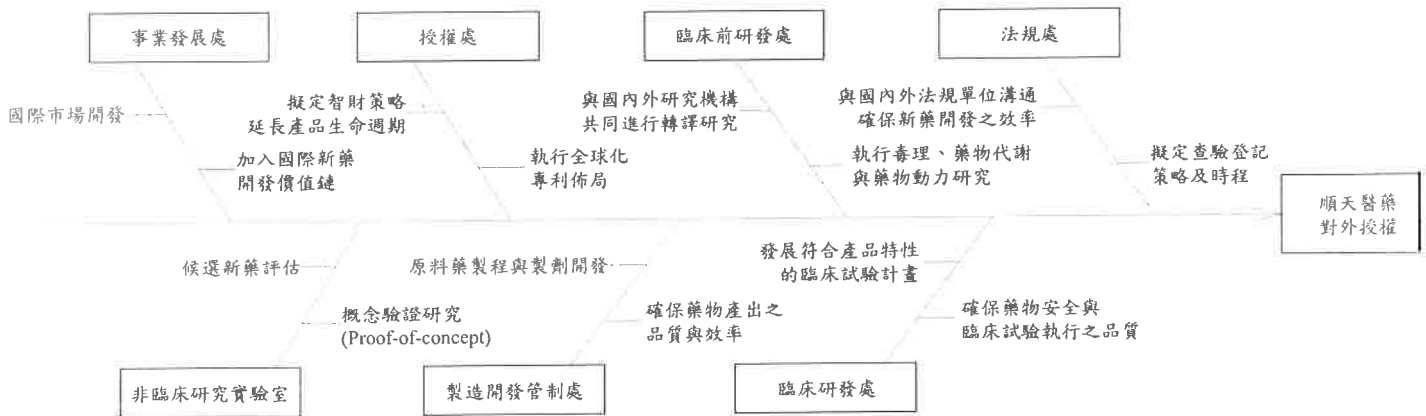 事業發展處
授權處
臨床前研發處
法規處
國際市場開發
加入國際新藥
開發價值鏈
擬定智財策略
延長產品生命週期
執行全球化
專利佈局
與國內外研究機構
共同進行轉譯研究
執行毒理、藥物代謝
與藥物動力研究
與國內外法規單位溝通
確保新藥開發之效率
擬定查驗登記
策略及時程
順天醫藥
對外授權
候選新藥評估
概念驗證研究
(Proof-of-concept)
原料藥製程與製劑開發
確保藥物產出之
品質與效率
發展符合產品特性
的臨床試驗計畫
確保藥物安全與
臨床試驗執行之品質
非臨床研究實驗室
製造開發管制處
臨床研發處